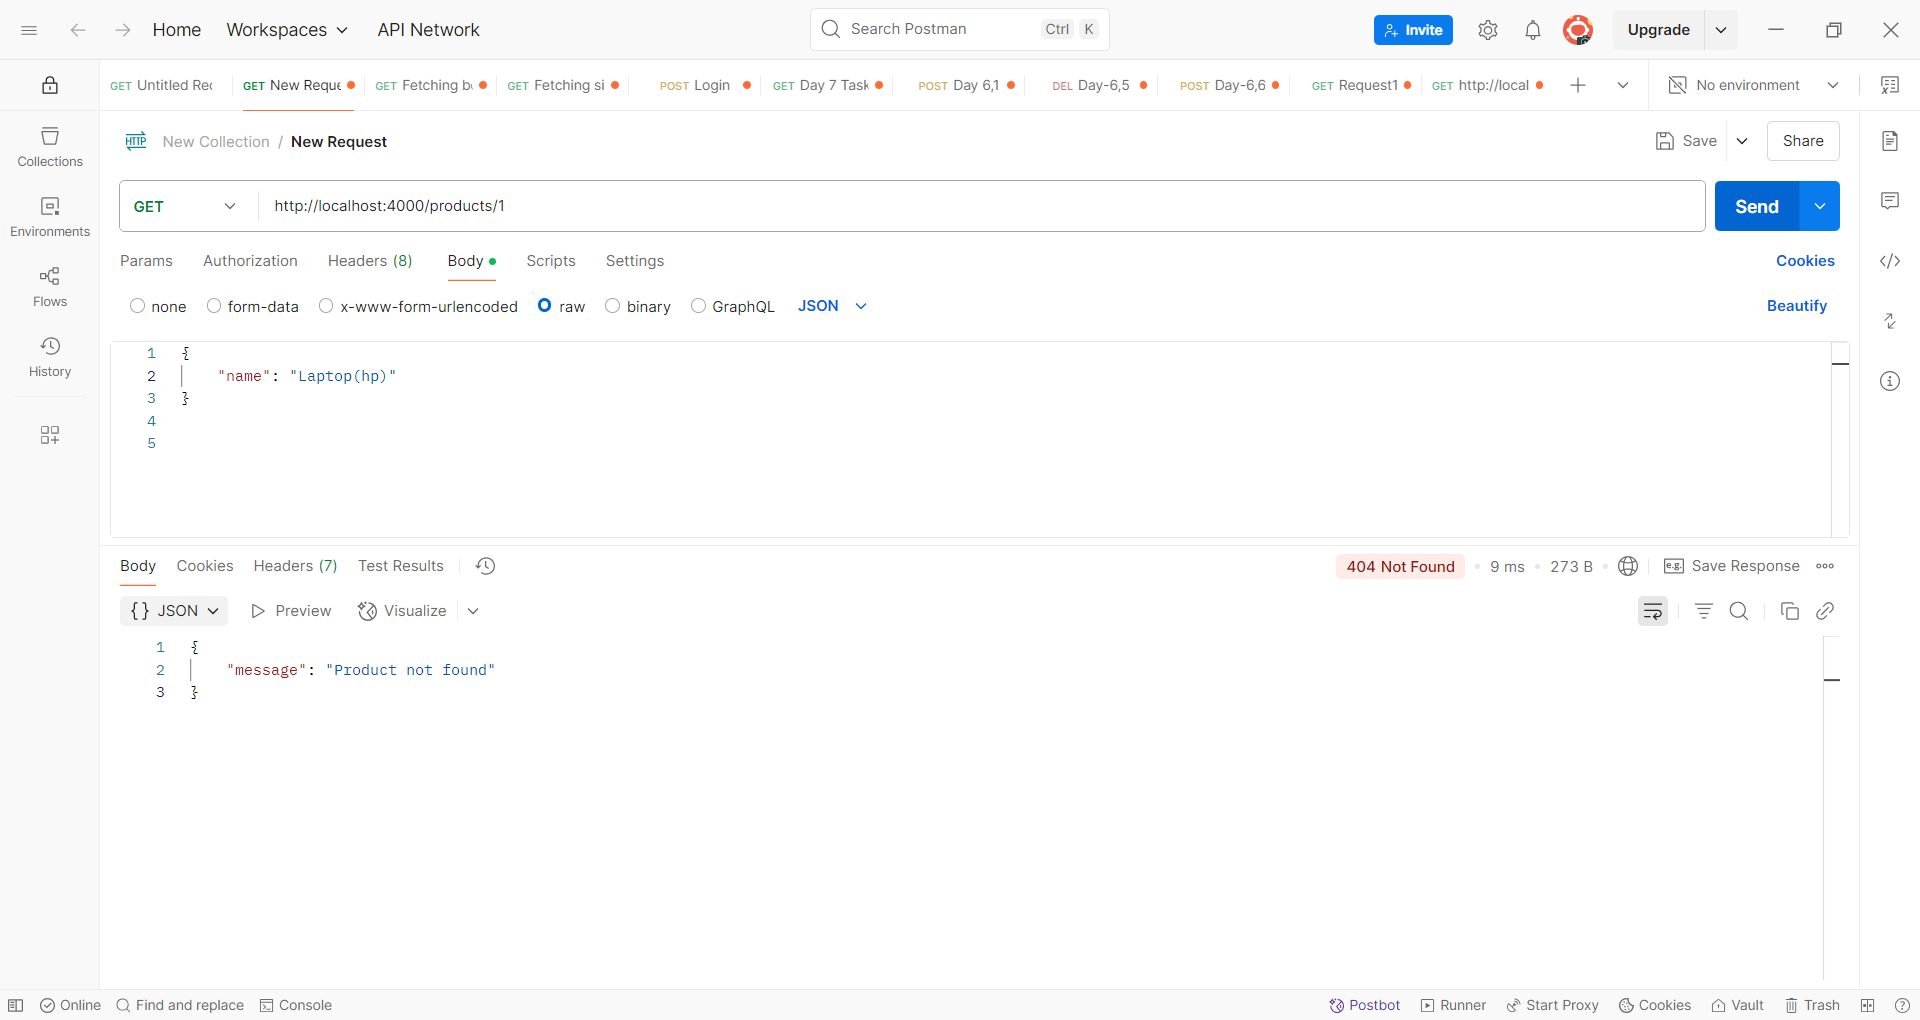 Home Workspaces API Network Search Postman Ctrl K Invite Upgrade
GET Untitled Rec GET New Reque GET Fetching b GET Fetching si POST Login GET Day 7 Task POST Day 6,1 DEL Day-6,5 POST Day-6,6 GET Request1 GET http://local No environment
Collections
Environments
Flows
History
HTTP New Collection / New Request Save Share
GET http://localhost:4000/products/1 Send
Params Authorization Headers (8) Body Scripts Settings Cookies
none form-data x-www-form-urlencoded raw binary GraphQL JSON Beautify
1 {
2 "name": "Laptop(hp)"
3 }
4
5
Body Cookies Headers (7) Test Results 404 Not Found 9 ms 273 B e.g. Save Response
{} JSON Preview Visualize
1 {
2 "message": "Product not found"
3 }
Online Find and replace Console Postbot Runner Start Proxy Cookies Vault Trash